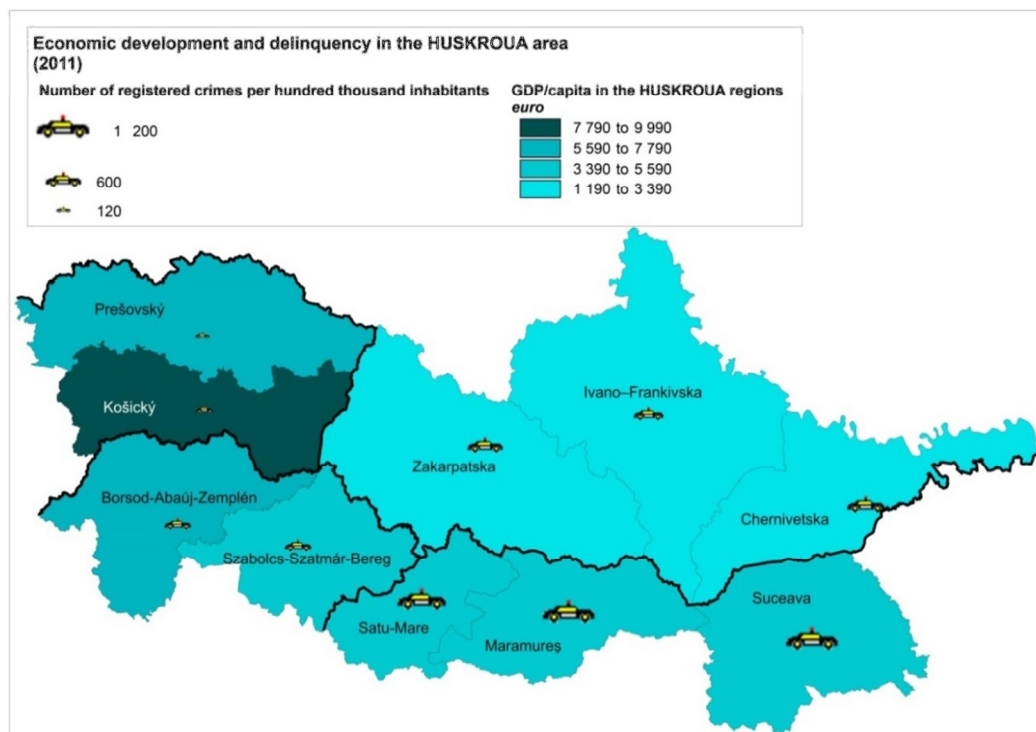 Economic development and delinquency in the HUSKROUA area
(2011)
Number of registered crimes per hundred thousand inhabitants
1 200
600
120
GDP/capita in the HUSKROUA regions
euro
7 790 to 9 990
5 590 to 7 790
3 390 to 5 590
1 190 to 3 390
Prešovský
Košický
Ivano–Frankivska
Zakarpatska
Borsod-Abaúj-Zemplén
Chernivetska
Szabolcs-Szatmár-Bereg
Suceava
Satu-Mare
Maramureş